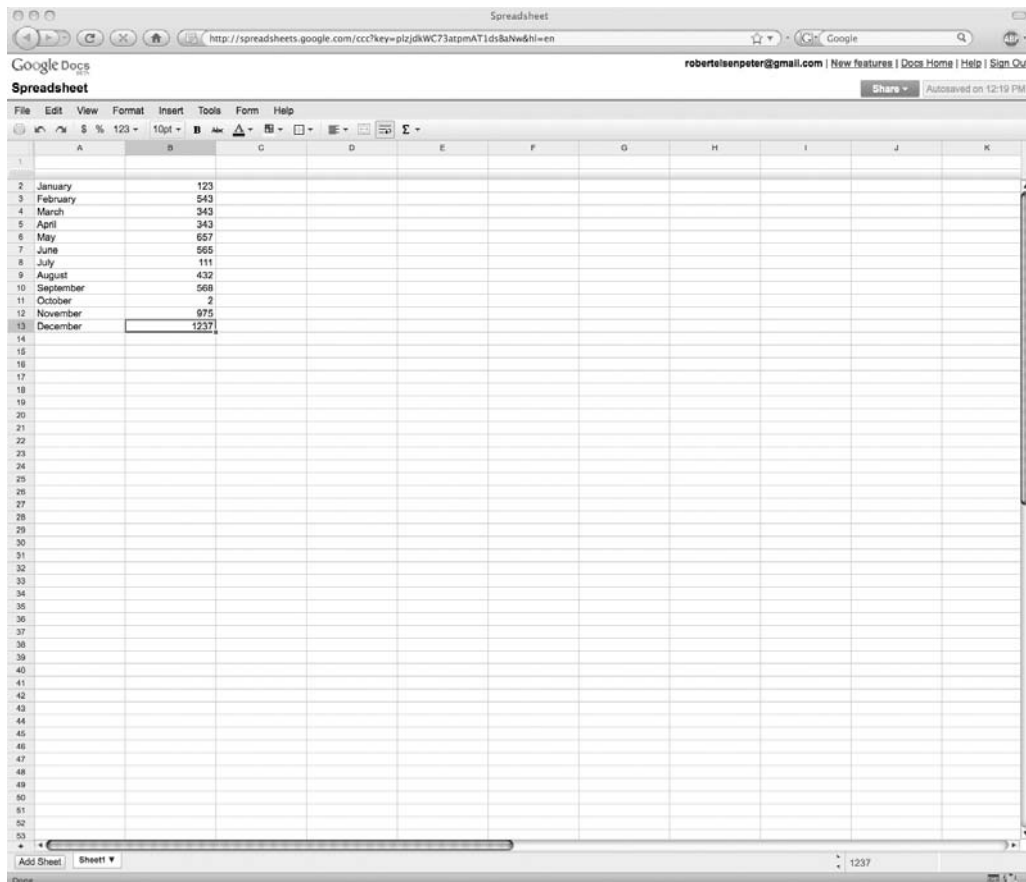 Spreadsheet
http://spreadsheets.google.com/ccc?key=plzjdkWC73atpmAT1ds8aNw&hl=en
Google
ABP
Google Docs
BETA
robertelsenpeter@gmail.com | New features | Docs Home | Help | Sign Ou
Spreadsheet
Share
Autosaved on 12:19 PM
File Edit View Format Insert Tools Form Help
$ % 123 10pt B Abc A Σ
A B C D E F G H I J K
1
2 January 123
3 February 543
4 March 343
5 April 343
6 May 657
7 June 565
8 July 111
9 August 432
10 September 568
11 October 2
12 November 975
13 December 1237
14
15
16
17
18
19
20
21
22
23
24
25
26
27
28
29
30
31
32
33
34
35
36
37
38
39
40
41
42
43
44
45
46
47
48
49
50
51
52
53
Add Sheet Sheet1 1237
Done